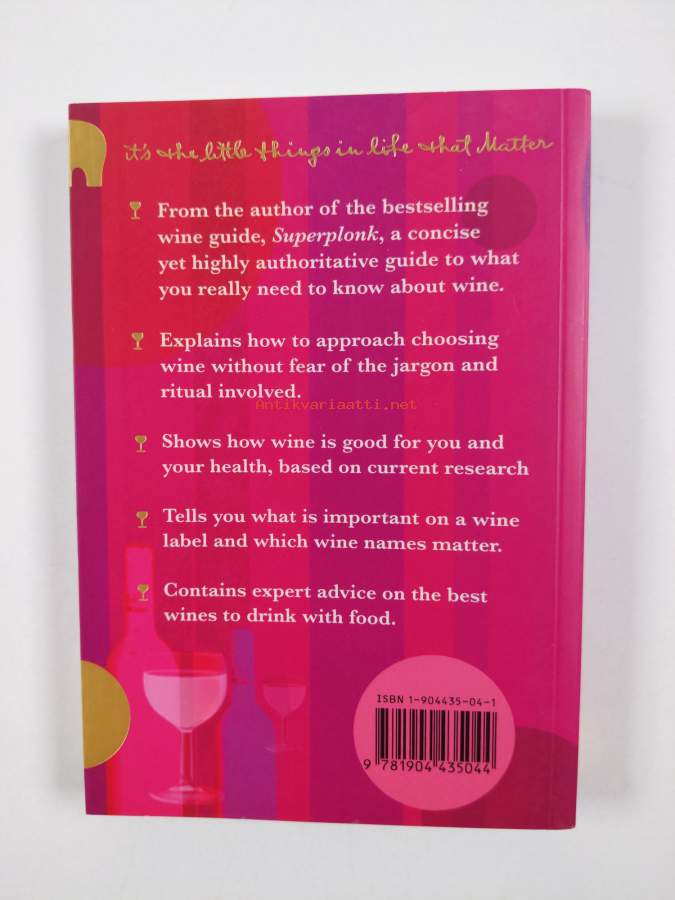 it's the little things in life that Matter
From the author of the bestselling
wine guide, Superplonk, a concise
yet highly authoritative guide to what
you really need to know about wine.
Explains how to approach choosing
wine without fear of the jargon and
ritual involved.
Antikvariaatti.net
Shows how wine is good for you and
your health, based on current research
Tells you what is important on a wine
label and which wine names matter.
Contains expert advice on the best
wines to drink with food.
ISBN 1-904435-04-1
9 781904 435044